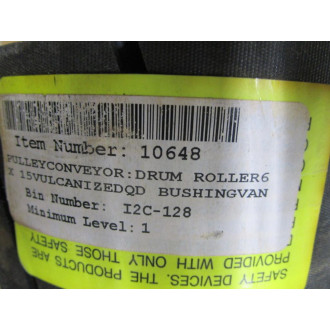 Item Number: 10648
PULLEYCONVEYOR:DRUM ROLLER6
X 15VULCANIZEDQD BUSHINGVAN
Bin Number: I2C-128
Minimum Level: 1
SAFETY DEVICES. THE PRODUCTS ARE
PROVIDED WITH ONLY THOSE SAFETY